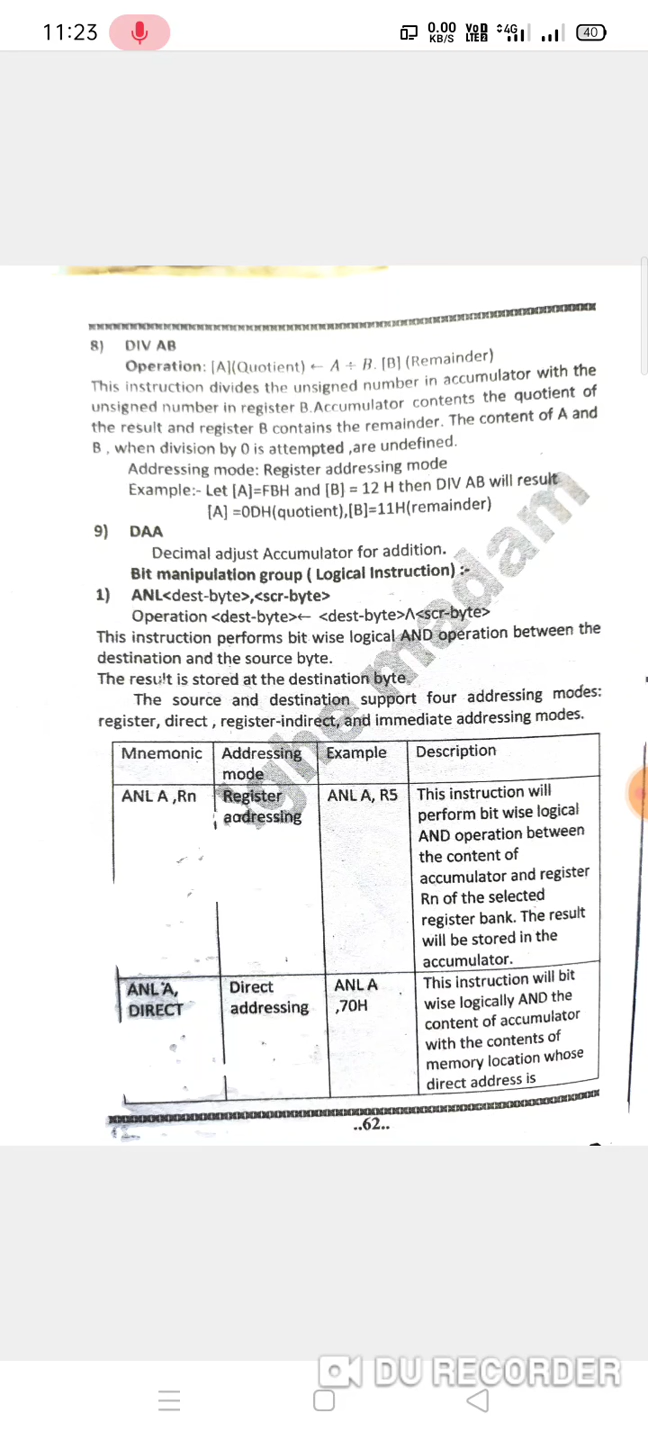 11:23
0.00 KB/S VoD LTE2 4G 40
8) DIV AB
Operation: [A](Quotient) ← A ÷ B. [B] (Remainder)
This instruction divides the unsigned number in accumulator with the
unsigned number in register B.Accumulator contents the quotient of
the result and register B contains the remainder. The content of A and
B , when division by 0 is attempted ,are undefined.
Addressing mode: Register addressing mode
Example:- Let [A]=FBH and [B] = 12 H then DIV AB will result
[A] =0DH(quotient),[B]=11H(remainder)
9) DAA
Decimal adjust Accumulator for addition.
Bit manipulation group ( Logical Instruction) :-
1) ANL<dest-byte>,<scr-byte>
Operation <dest-byte>← <dest-byte>Λ<scr-byte>
This instruction performs bit wise logical AND operation between the
destination and the source byte.
The result is stored at the destination byte.
The source and destination support four addressing modes:
register, direct , register-indirect, and immediate addressing modes.
Mnemonic Addressing mode Example Description
ANL A ,Rn Register addressing ANL A, R5 This instruction will
perform bit wise logical
AND operation between
the content of
accumulator and register
Rn of the selected
register bank. The result
will be stored in the
accumulator.
ANL A, DIRECT Direct addressing ANL A ,70H This instruction will bit
wise logically AND the
content of accumulator
with the contents of
memory location whose
direct address is
..62..
ighe madam
DU RECORDER